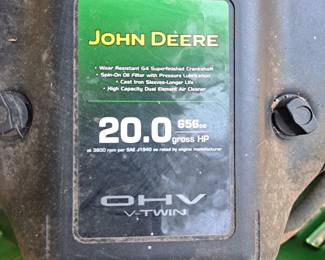 JOHN DEERE
• Wear Resistant G4 Superfinished Crankshaft
• Spin-On Oil Filter with Pressure Lubrication
• Cast Iron Sleeves-Longer Life
• High Capacity Dual Element Air Cleaner
20.0 656cc
gross HP
at 3600 rpm per SAE J1940 as rated by engine manufacturer
OHV
V-TWIN